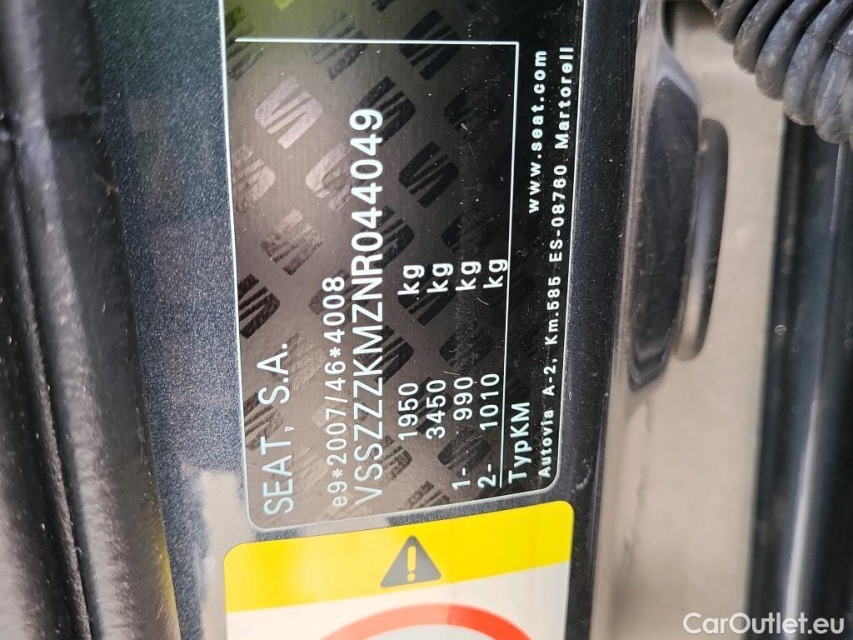 SEAT, S.A.
e9*2007/46*4008
VSSZZZKMZNR044049
1950 kg
3450 kg
1- 990 kg
2- 1010 kg
TypKM
www.seat.com
Autovia A-2, Km.585 ES-08760 Martorell
CarOutlet.eu